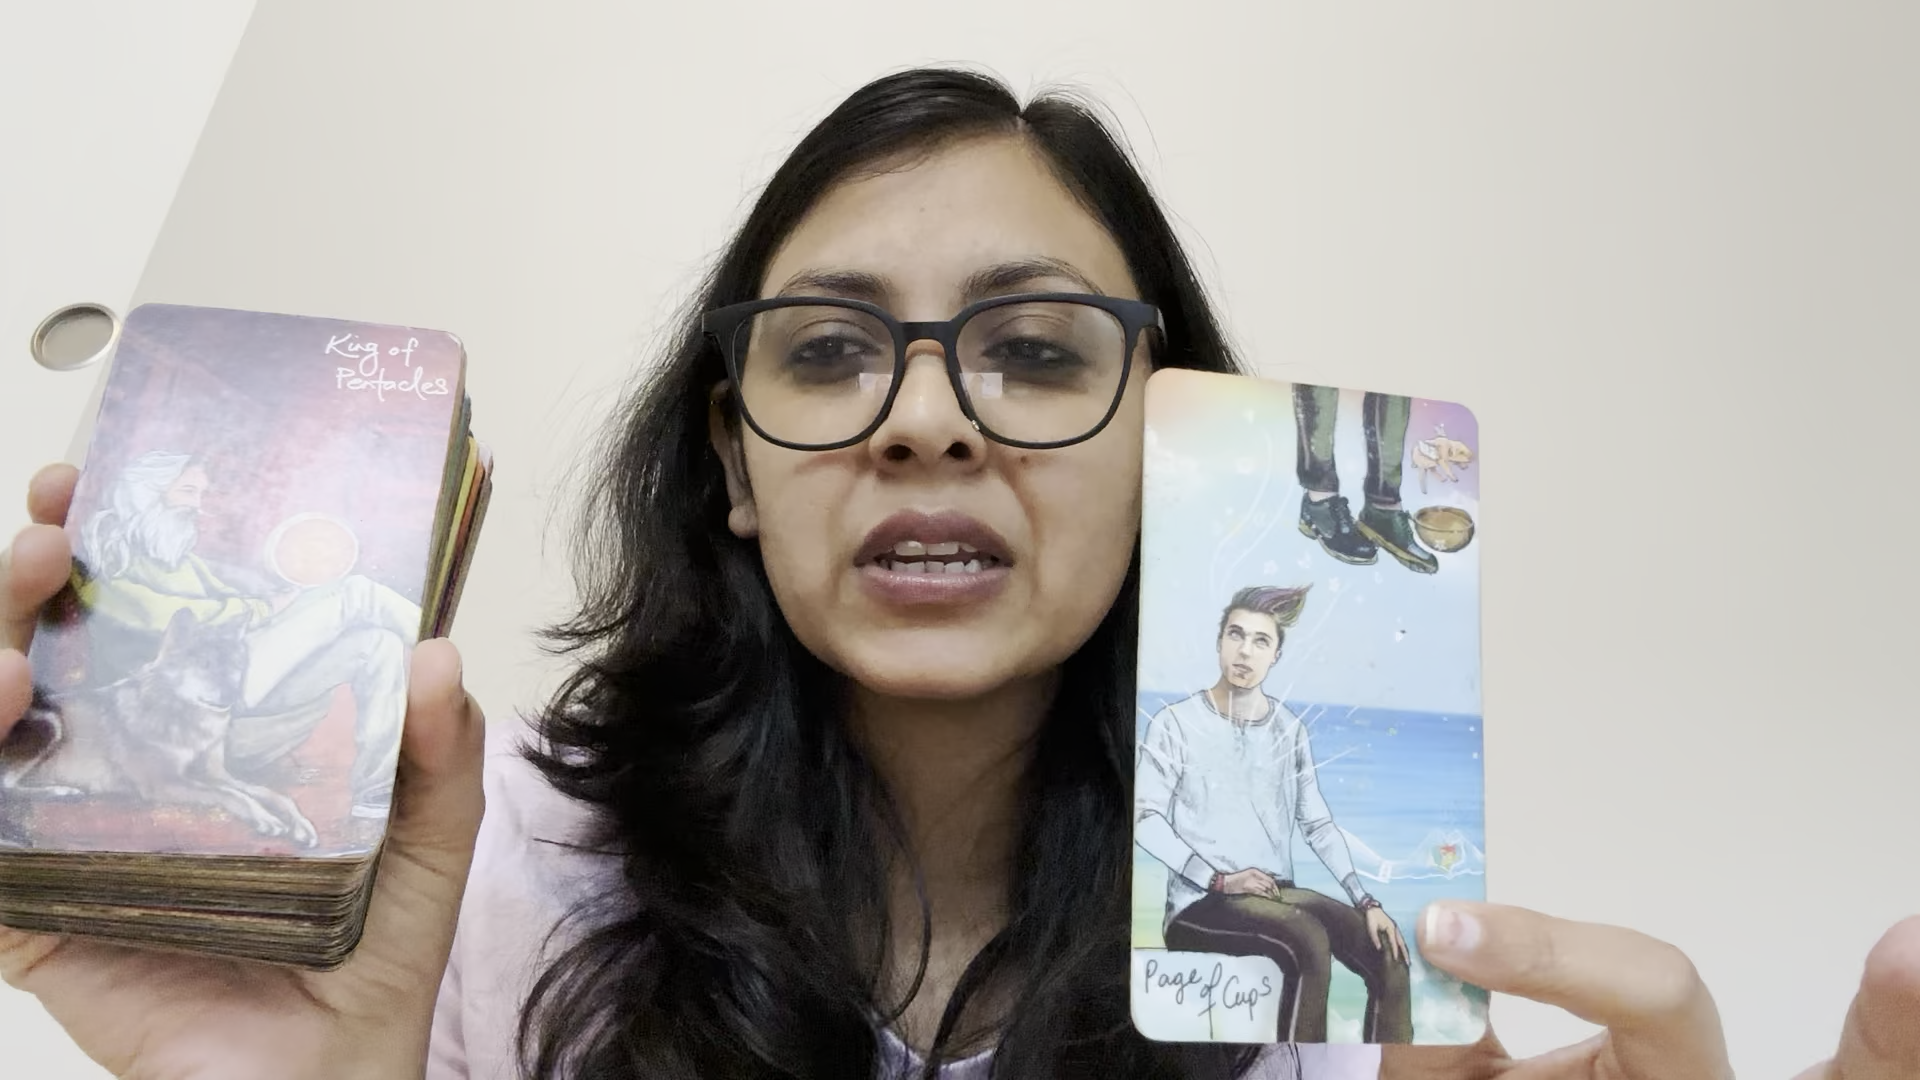 King of
Pentacles
Page
of
Cups